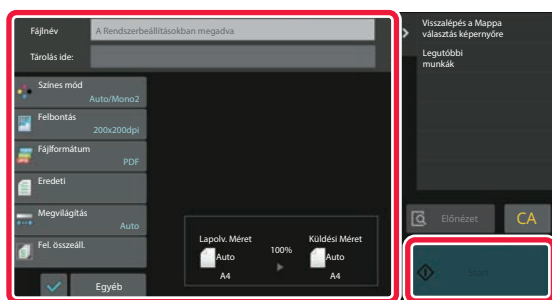 Fájlnév
A Rendszerbeállításokban megadva
Tárolás ide:
Színes mód
Auto/Mono2
Felbontás
200x200dpi
Fájlformátum
PDF
Eredeti
Megvilágítás
Auto
Fel. összeáll.
Egyéb
Lapolv. Méret
Auto
A4
100%
Küldési Méret
Auto
A4
Visszalépés a Mappa
választás képernyőre
Legutóbbi
munkák
Előnézet
CA
Start